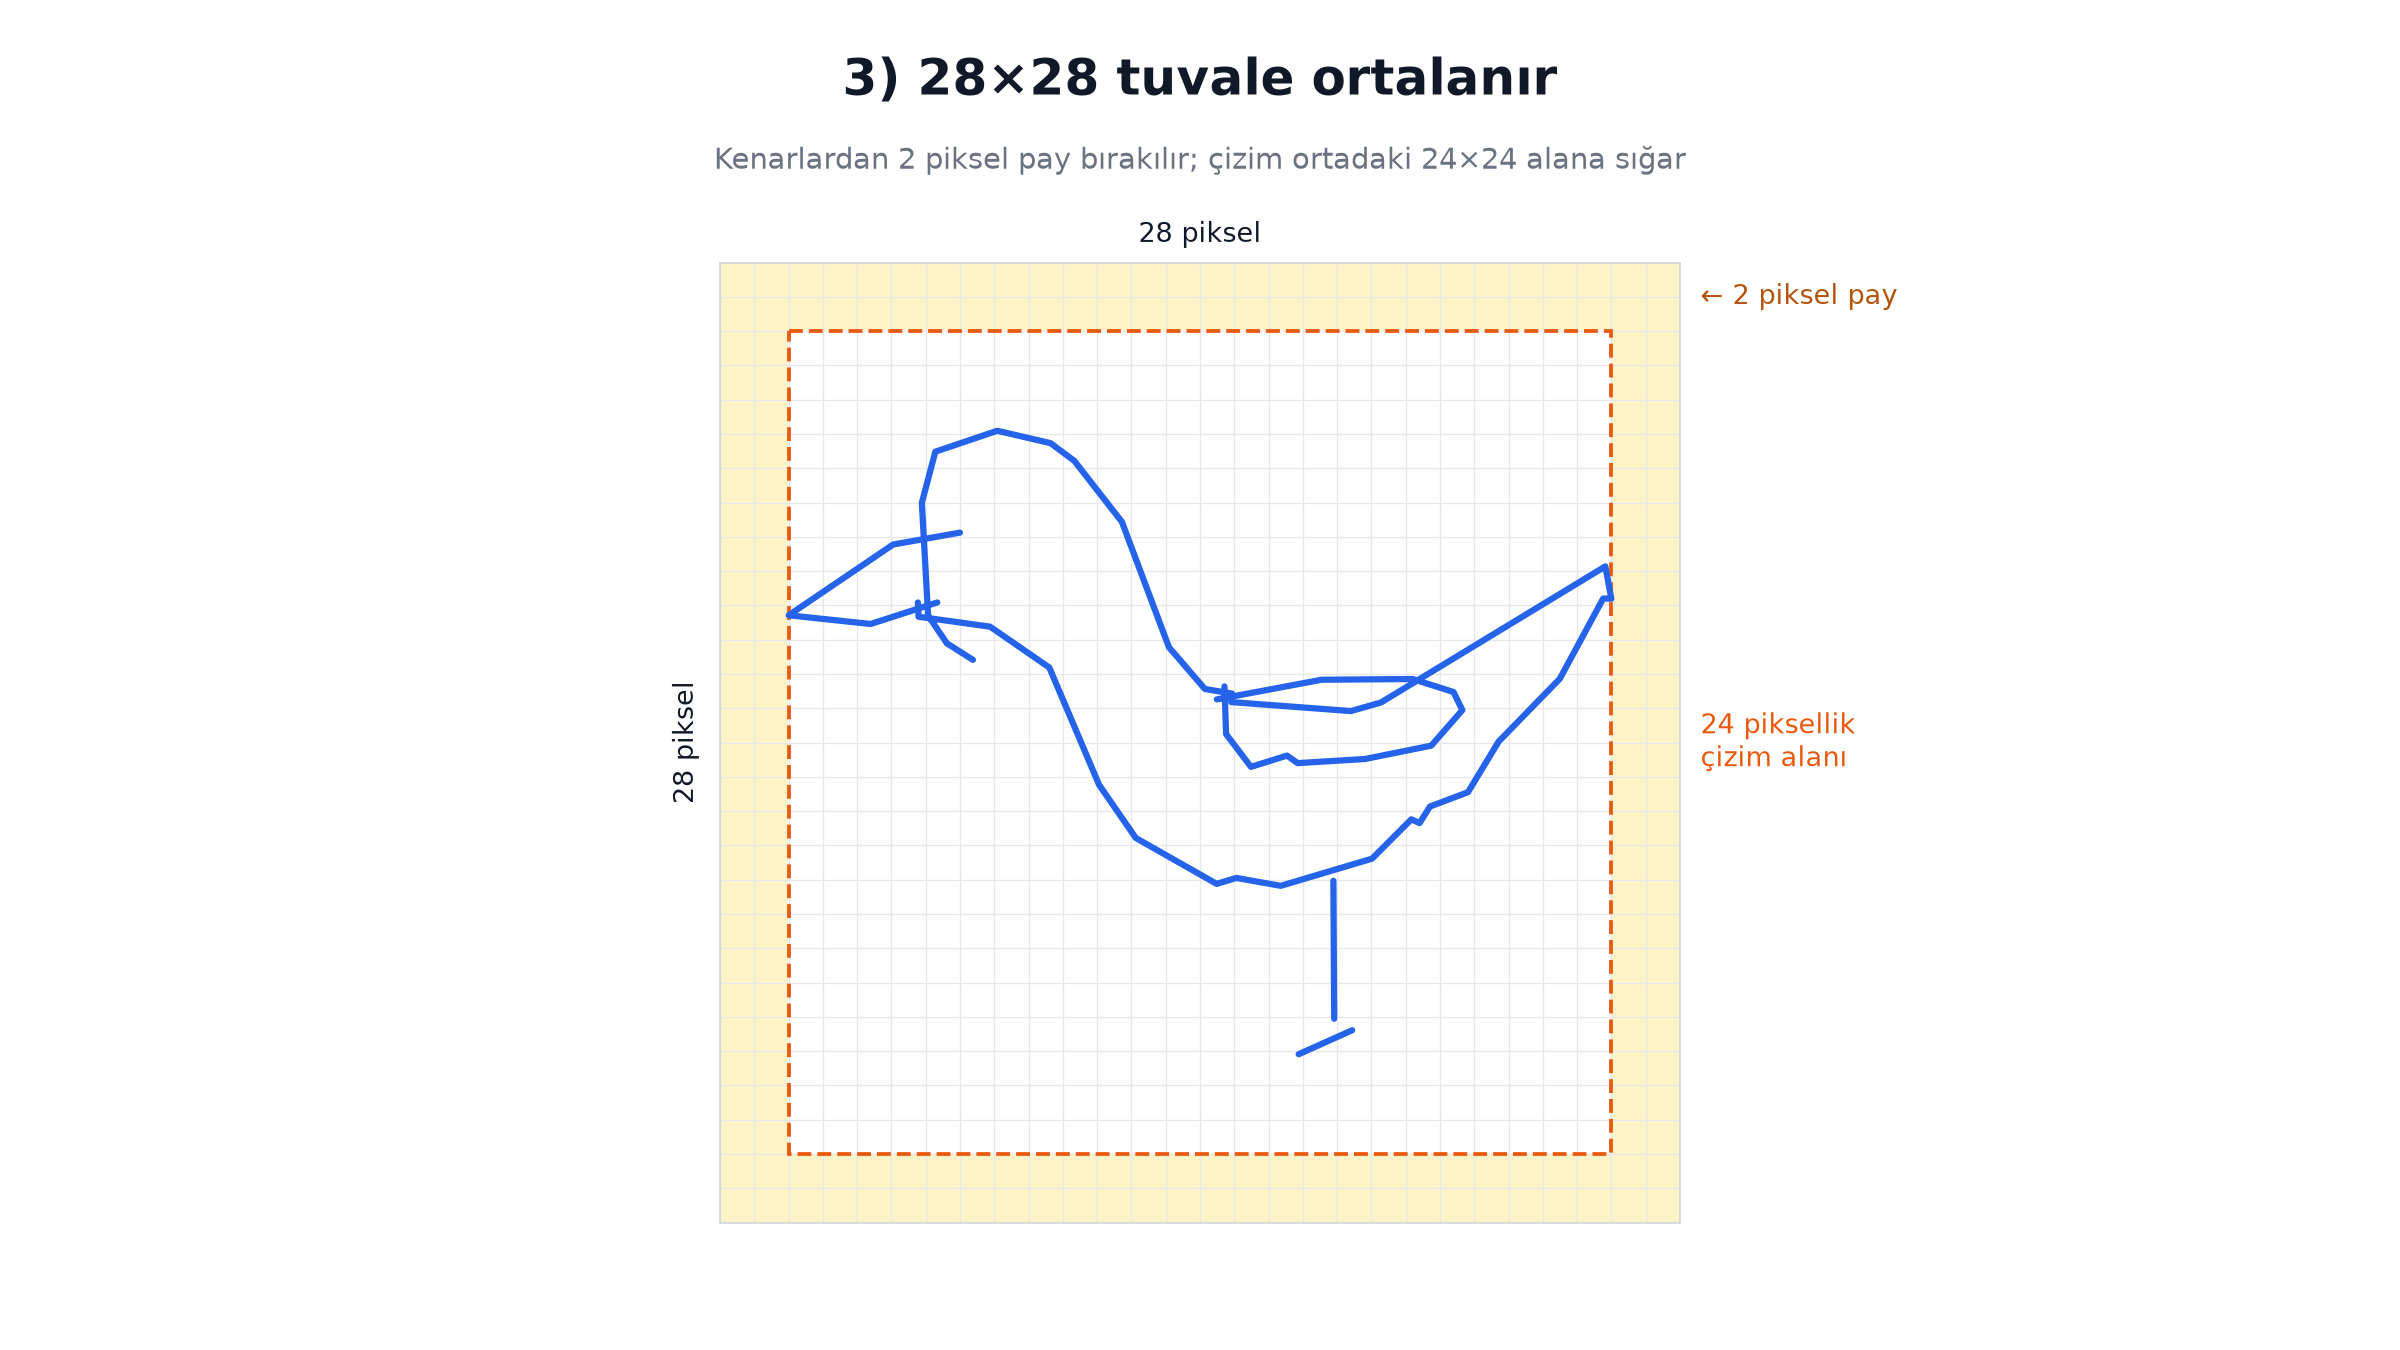 3) 28×28 tuvale ortalanır
Kenarlardan 2 piksel pay bırakılır; çizim ortadaki 24×24 alana sığar
28 piksel
← 2 piksel pay
28 piksel
24 piksellik
çizim alanı